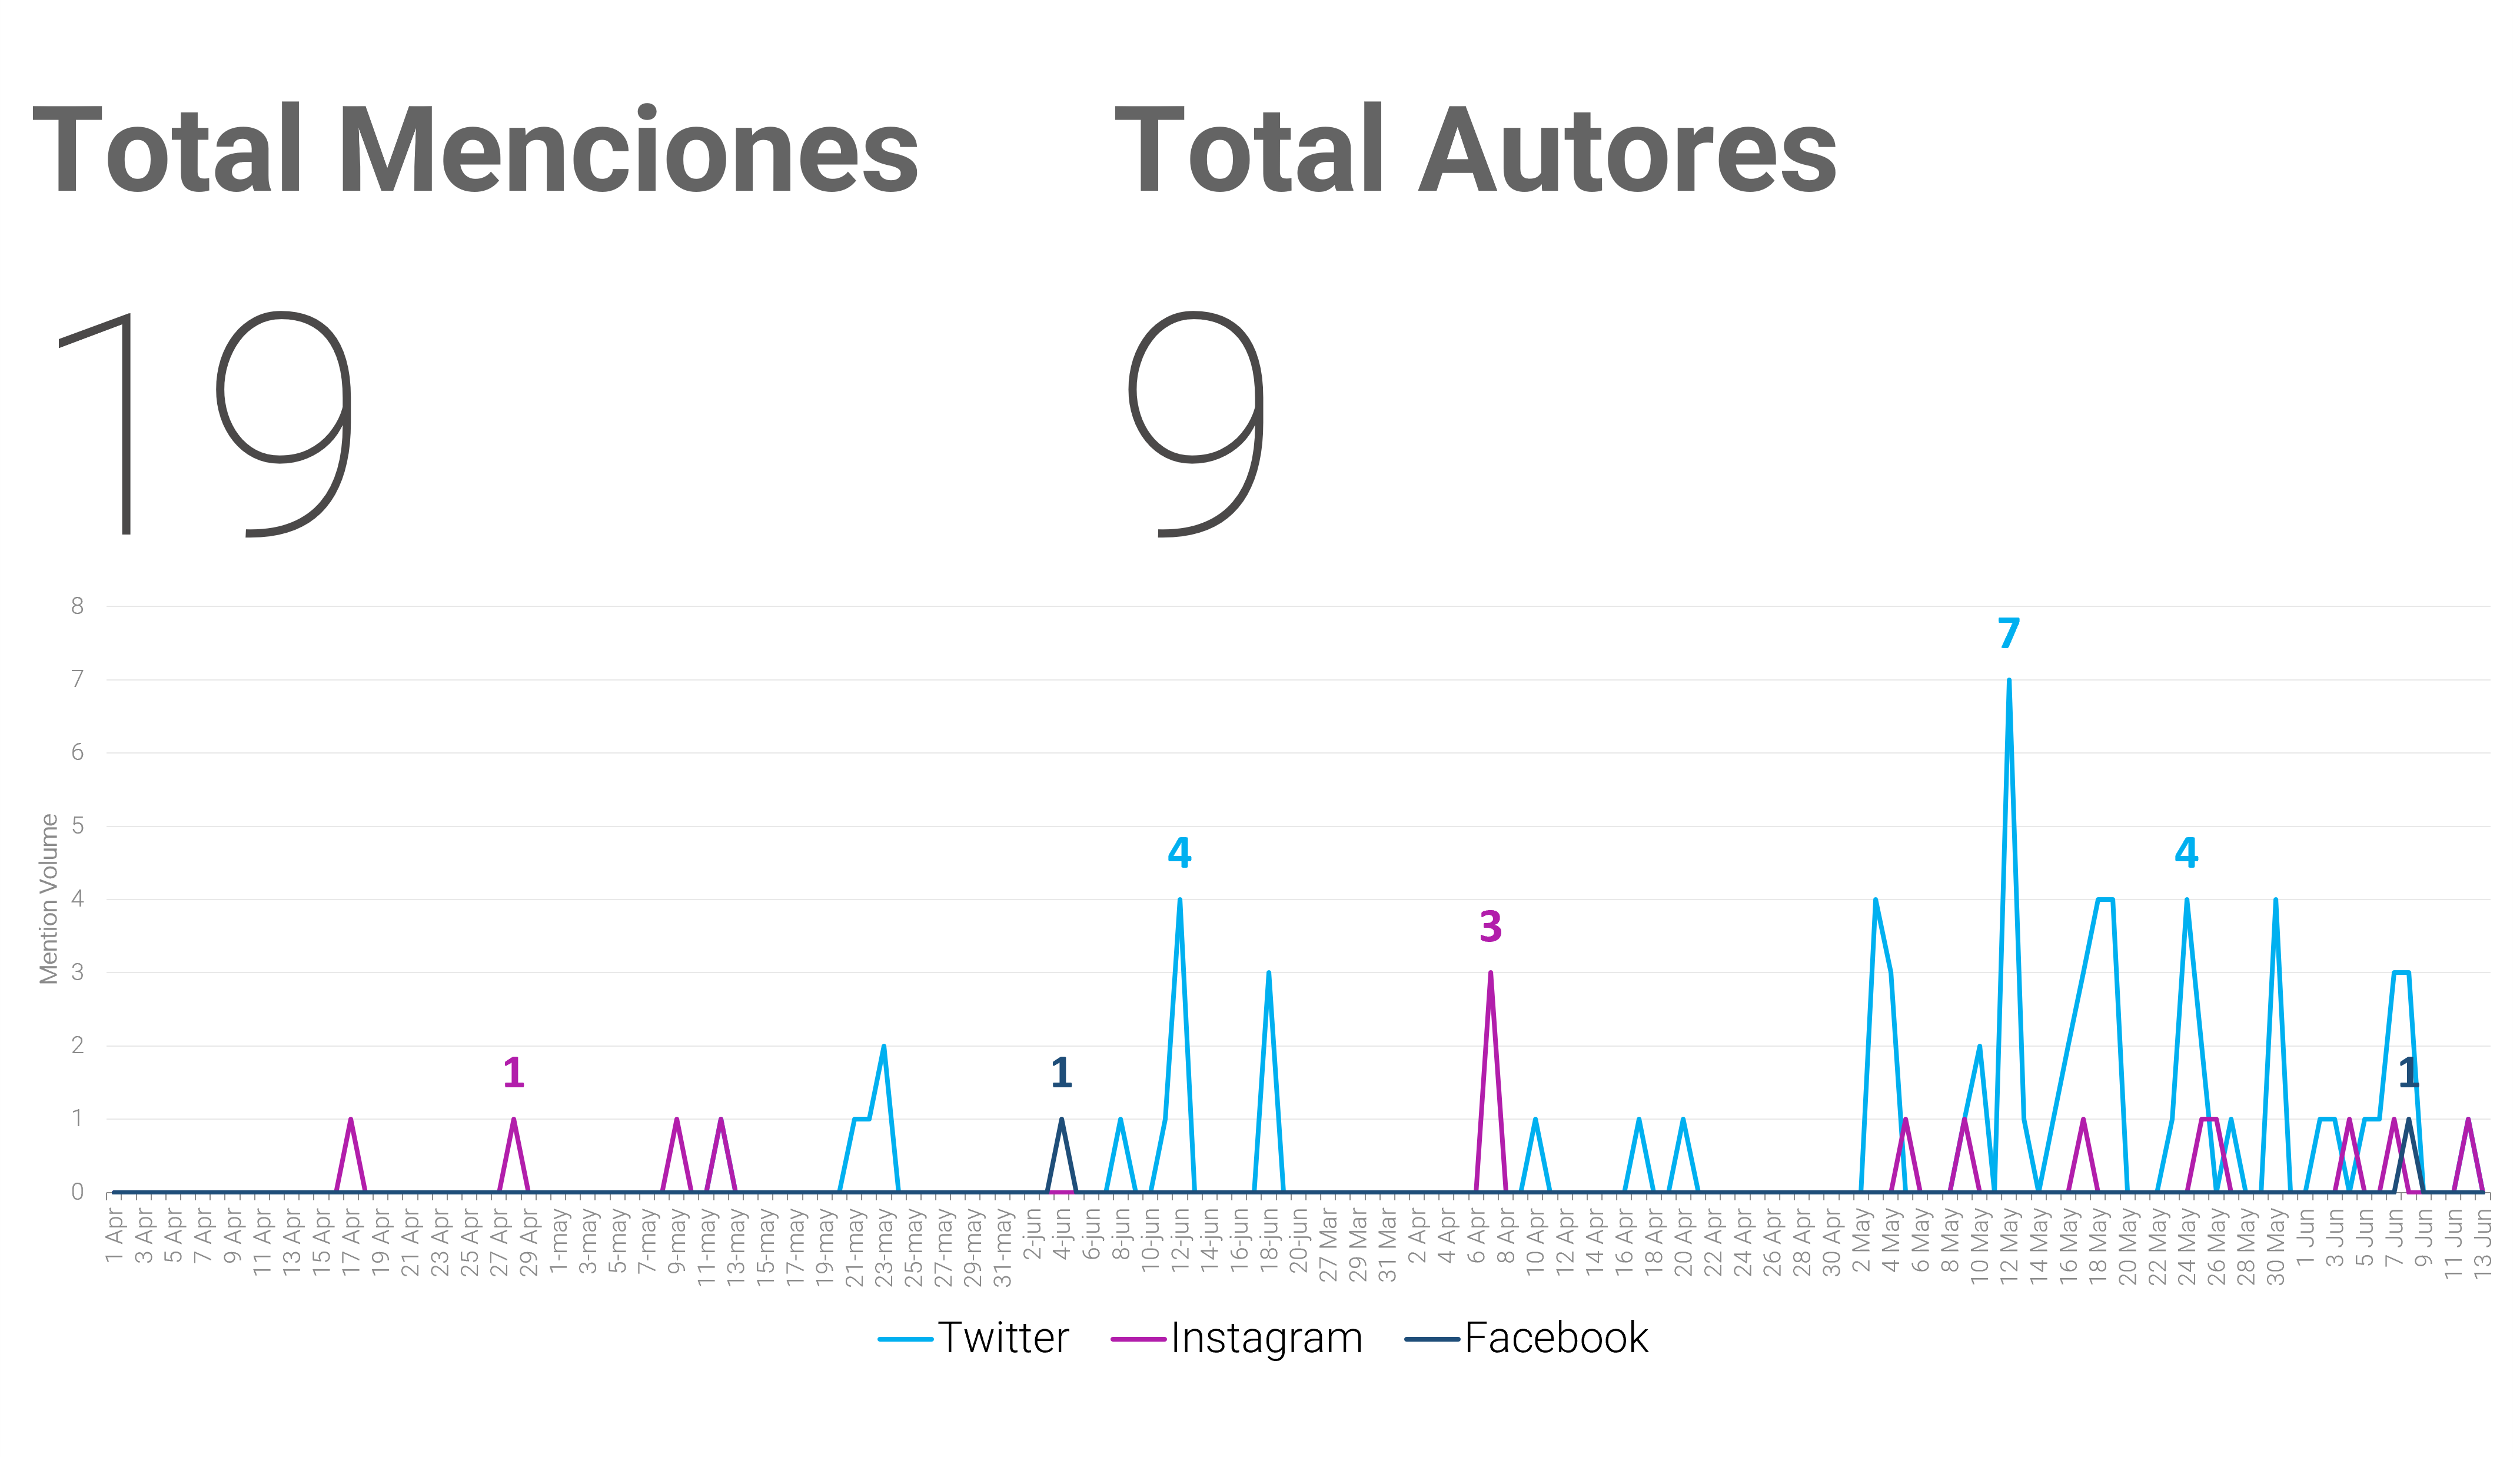 Total Menciones Total Autores
19 9
8
7
6
5
4
3
2
1
0
Mention Volume
7
4
4
3
1
1
1
1 Apr
3 Apr
5 Apr
7 Apr
9 Apr
11 Apr
13 Apr
15 Apr
17 Apr
19 Apr
21 Apr
23 Apr
25 Apr
27 Apr
29 Apr
1-may
3-may
5-may
7-may
9-may
11-may
13-may
15-may
17-may
19-may
21-may
23-may
25-may
27-may
29-may
31-may
2-jun
4-jun
6-jun
8-jun
10-jun
12-jun
14-jun
16-jun
18-jun
20-jun
27 Mar
29 Mar
31 Mar
2 Apr
4 Apr
6 Apr
8 Apr
10 Apr
12 Apr
14 Apr
16 Apr
18 Apr
20 Apr
22 Apr
24 Apr
26 Apr
28 Apr
30 Apr
2 May
4 May
6 May
8 May
10 May
12 May
14 May
16 May
18 May
20 May
22 May
24 May
26 May
28 May
30 May
1 Jun
3 Jun
5 Jun
7 Jun
9 Jun
11 Jun
13 Jun
Twitter Instagram Facebook